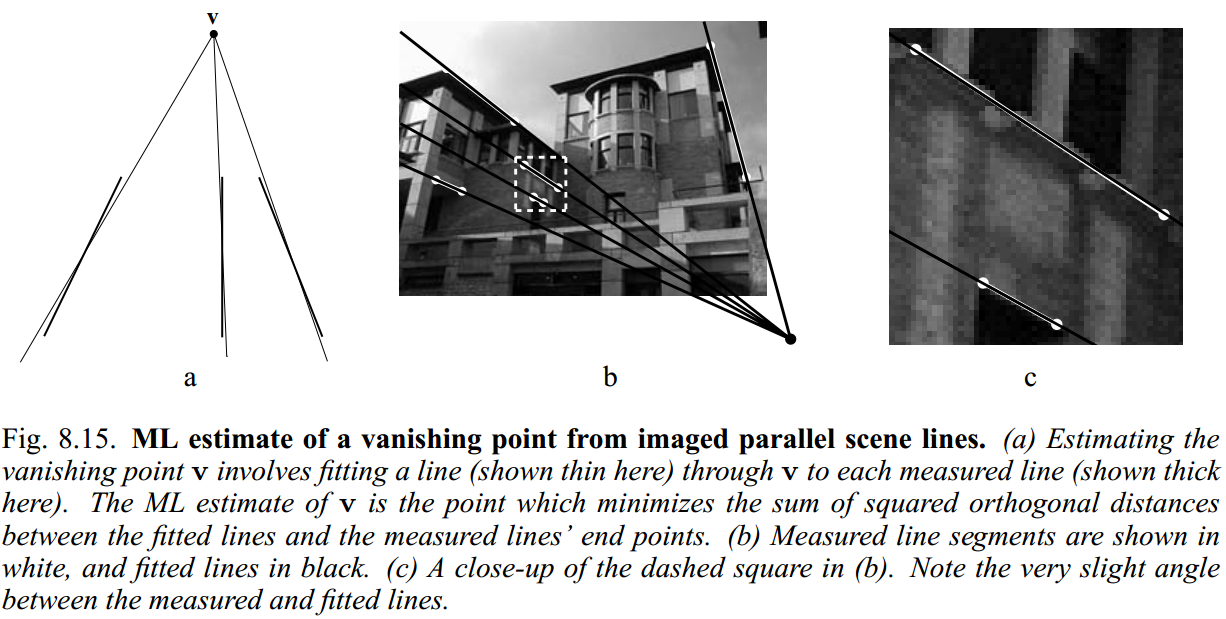 v
a
b
c
Fig. 8.15. ML estimate of a vanishing point from imaged parallel scene lines. (a) Estimating the
vanishing point v involves fitting a line (shown thin here) through v to each measured line (shown thick
here). The ML estimate of v is the point which minimizes the sum of squared orthogonal distances
between the fitted lines and the measured lines' end points. (b) Measured line segments are shown in
white, and fitted lines in black. (c) A close-up of the dashed square in (b). Note the very slight angle
between the measured and fitted lines.